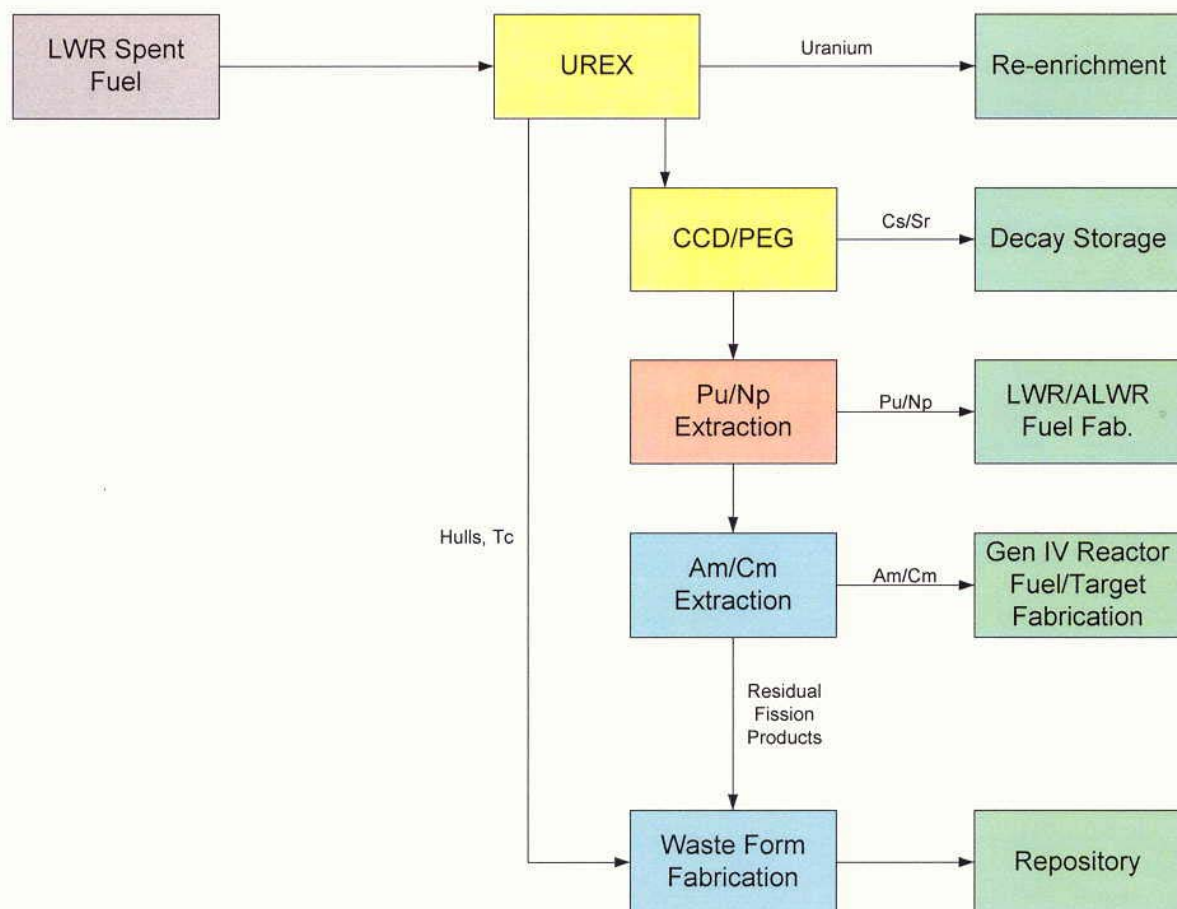 LWR Spent
Fuel
UREX
Uranium
Re-enrichment
CCD/PEG
Cs/Sr
Decay Storage
Pu/Np
Extraction
Pu/Np
LWR/ALWR
Fuel Fab.
Hulls, Tc
Am/Cm
Extraction
Am/Cm
Gen IV Reactor
Fuel/Target
Fabrication
Residual
Fission
Products
Waste Form
Fabrication
Repository